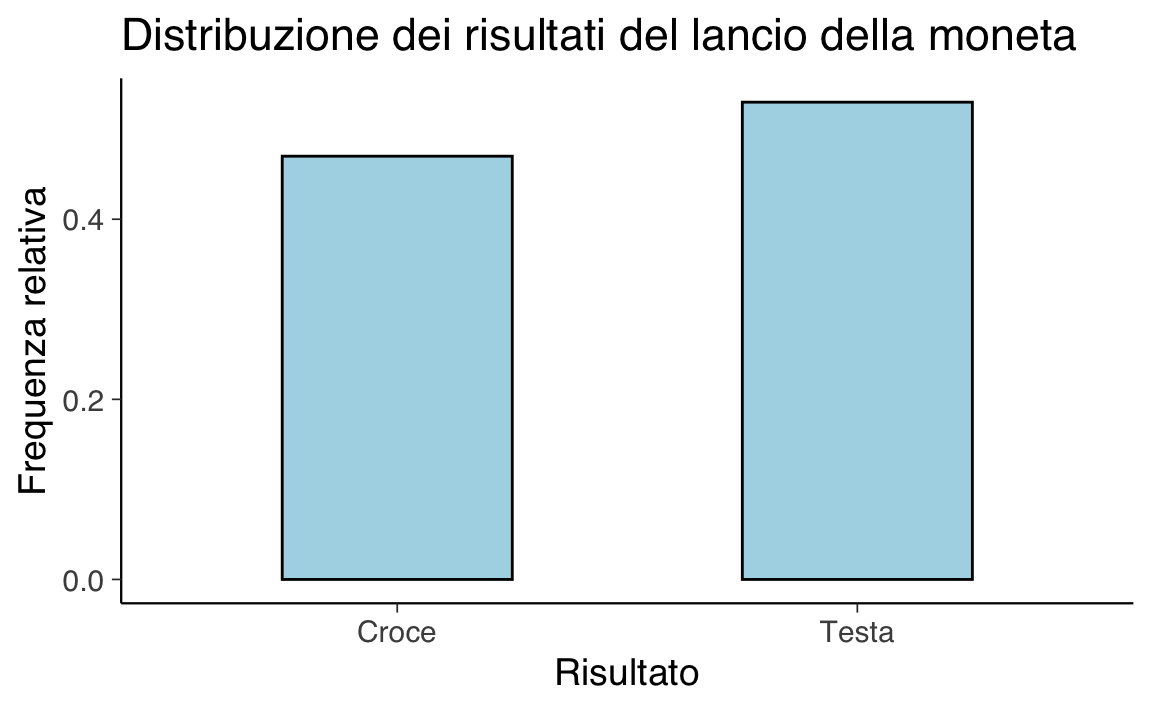 Distribuzione dei risultati del lancio della moneta
Frequenza relativa
0.4
0.2
0.0
Croce
Testa
Risultato